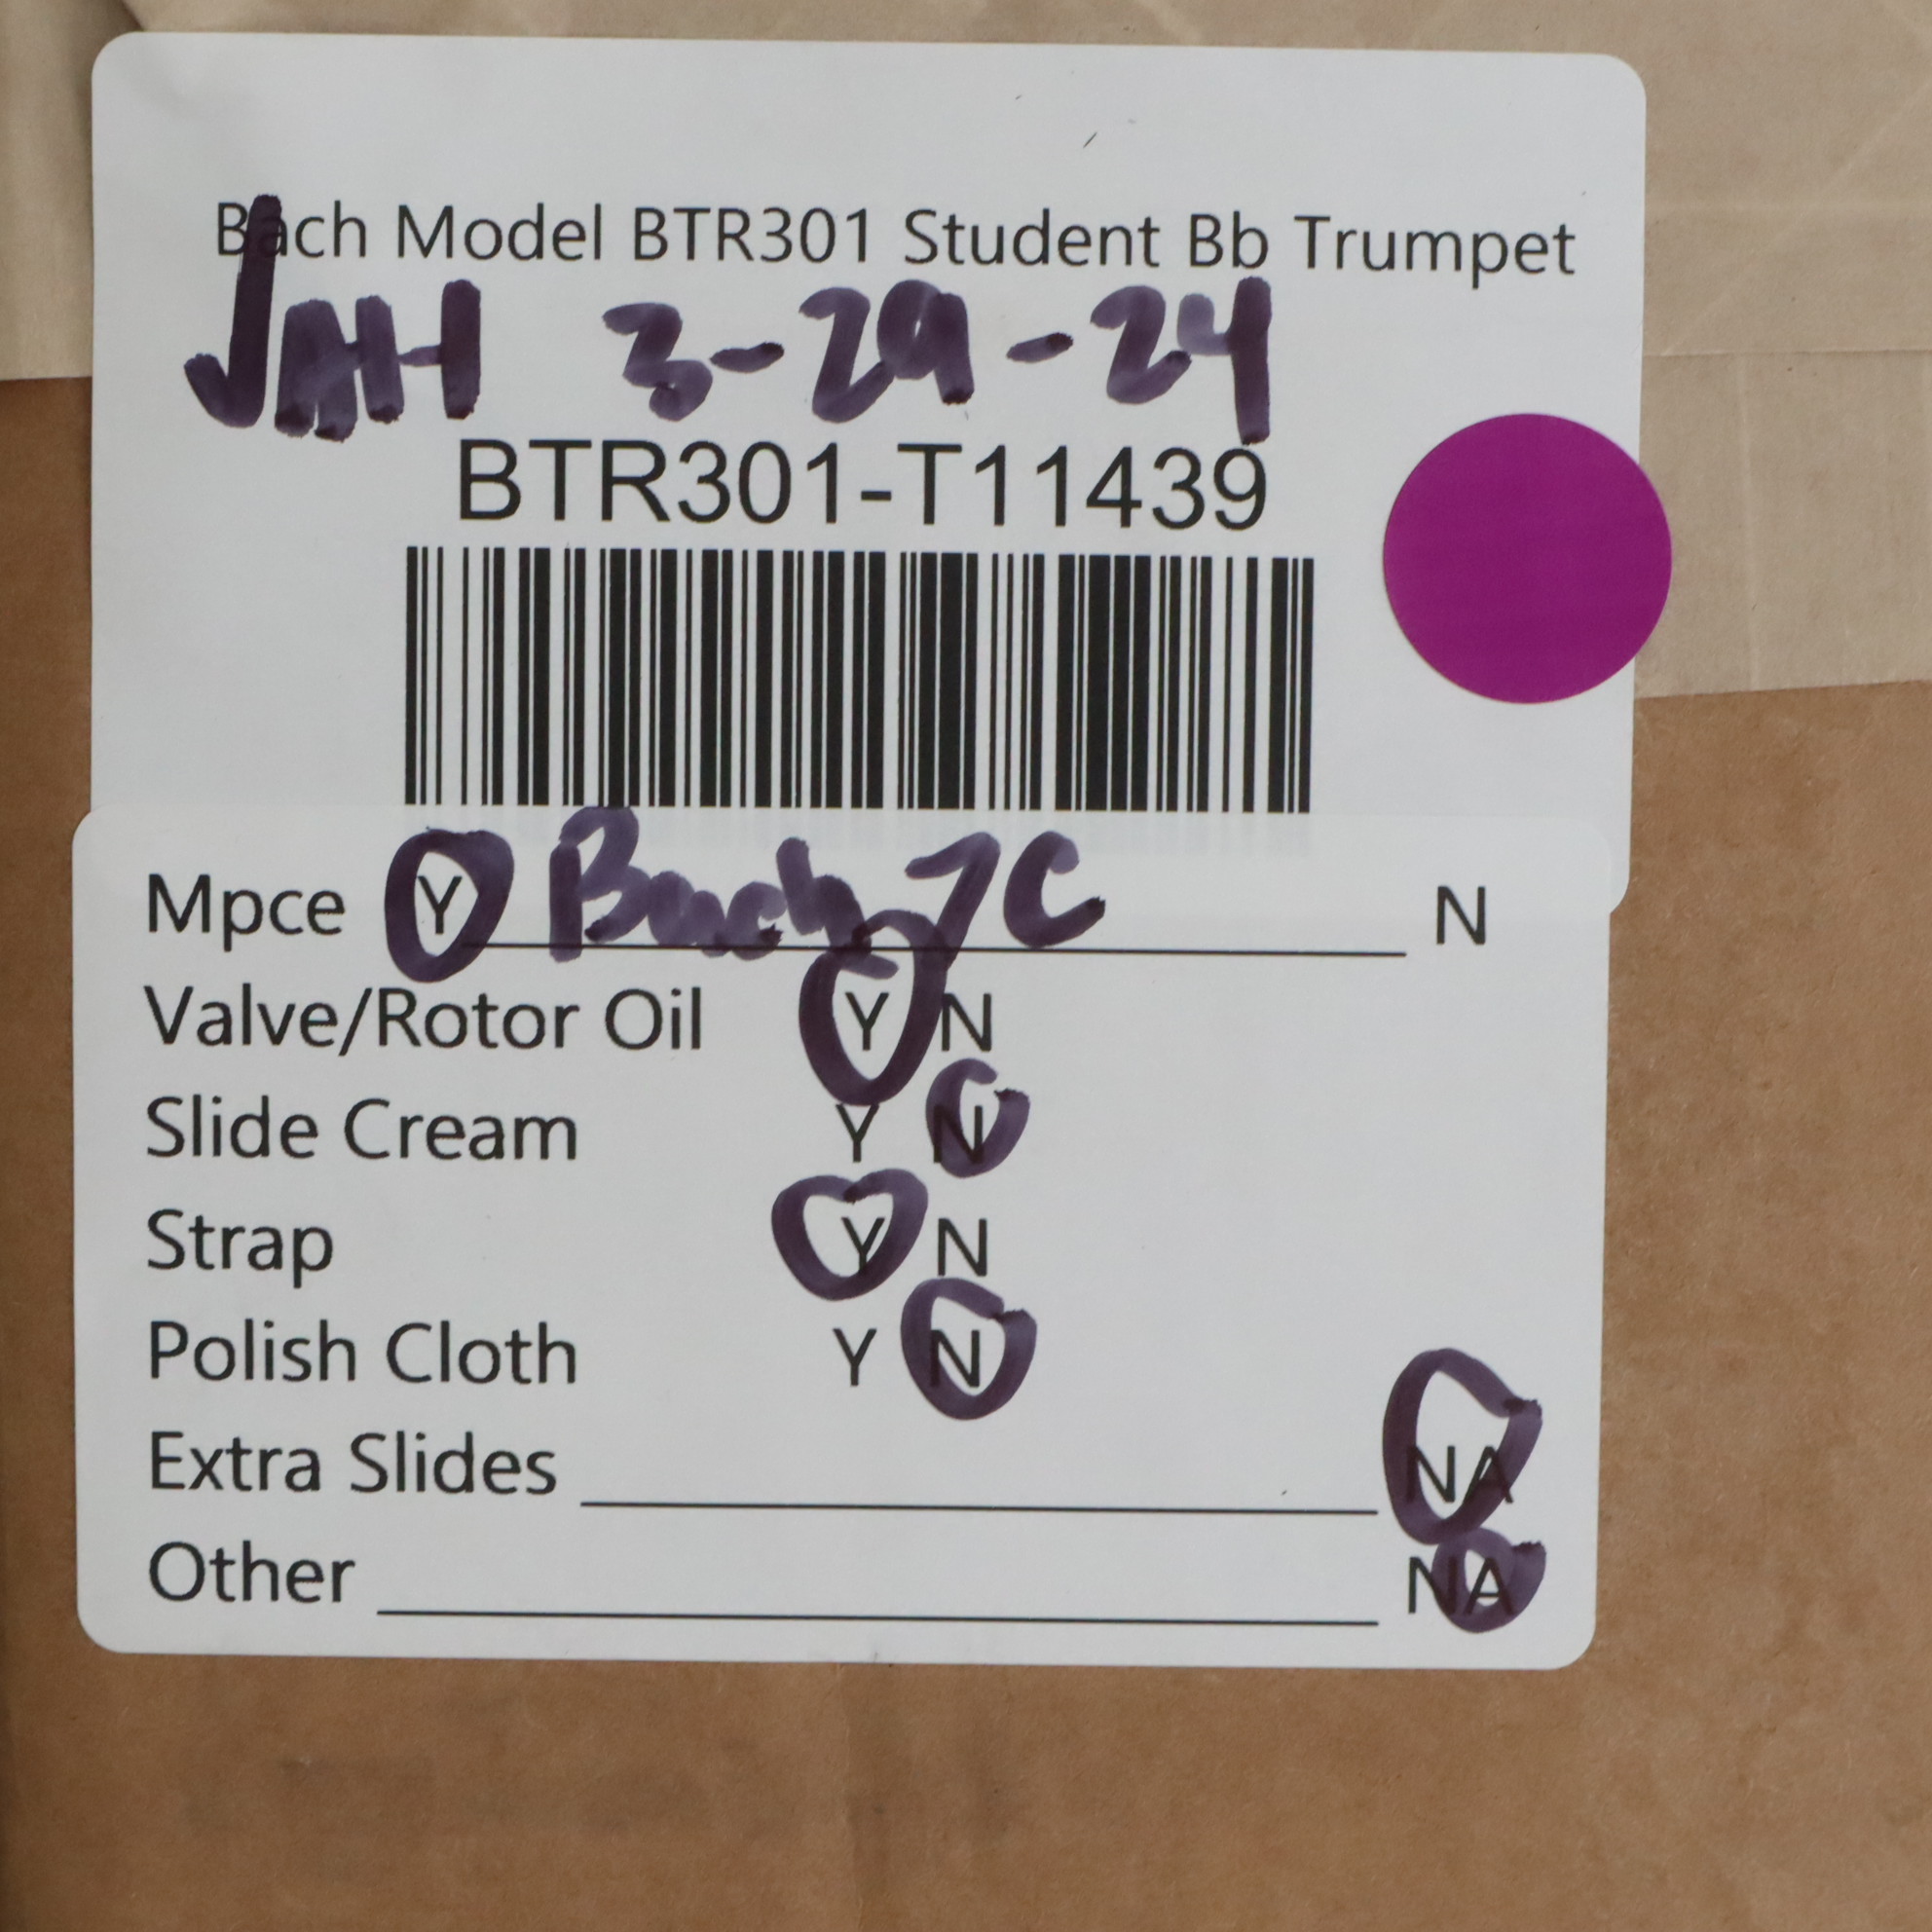 Bach Model BTR301 Student Bb Trumpet
JAH 3-29-24
BTR301-T11439
Mpce Y Bach 7C N
Valve/Rotor Oil Y N
Slide Cream Y N
Strap Y N
Polish Cloth Y N
Extra Slides NA
Other NA